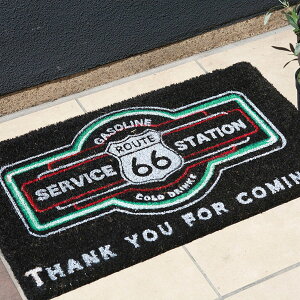 GASOLINE
ROUTE
66
SERVICE STATION
COLD DRINKS
THANK YOU FOR COMIN